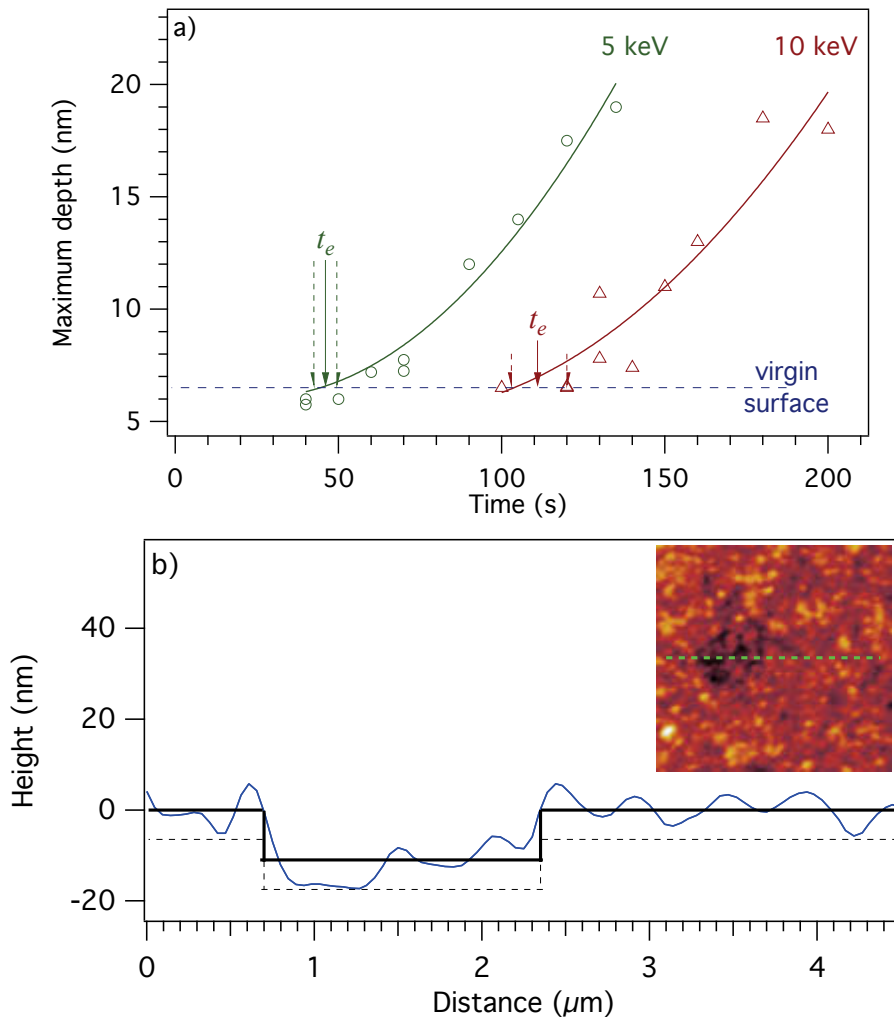 a)
5 keV
10 keV
Maximum depth (nm)
20
15
10
5
t_e
t_e
virgin
surface
0
50
100
150
200
Time (s)
b)
Height (nm)
40
20
0
-20
0
1
2
3
4
Distance (µm)